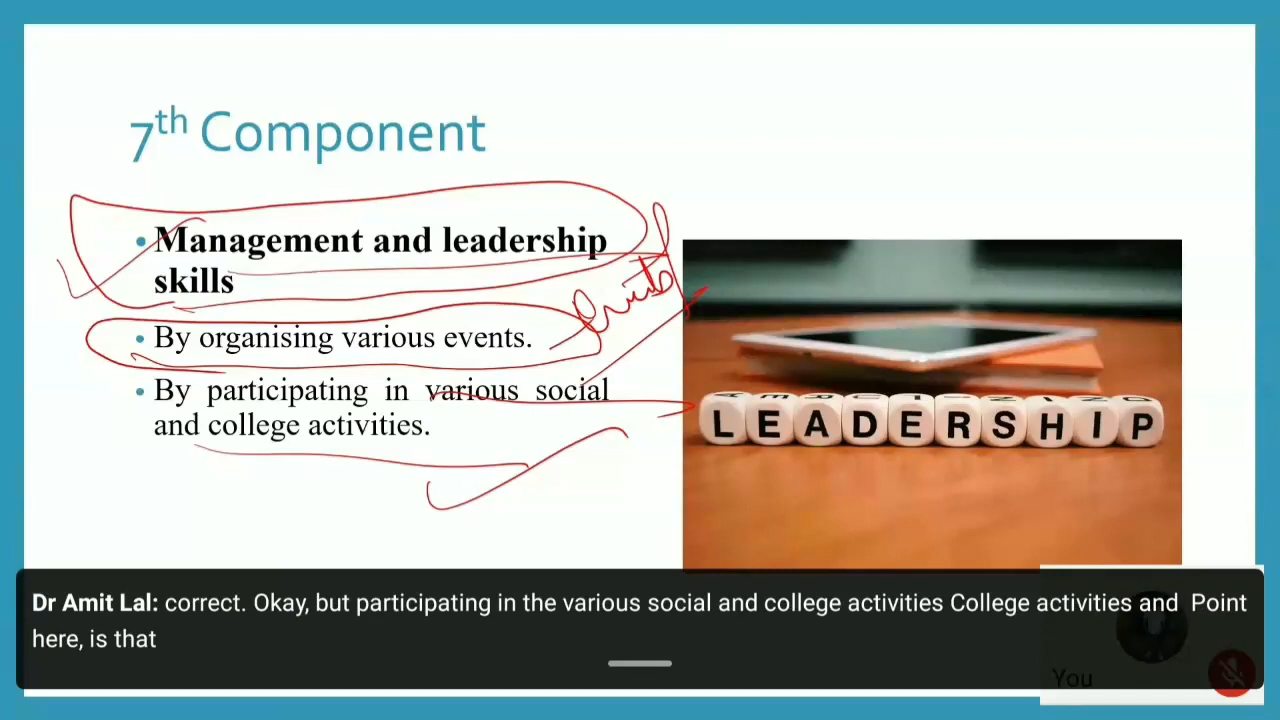 7th Component
• Management and leadership
skills
• By organising various events.
• By participating in various social
and college activities.
LEADERSHIP
Dr Amit Lal: correct. Okay, but participating in the various social and college activities College activities and Point
here, is that
You